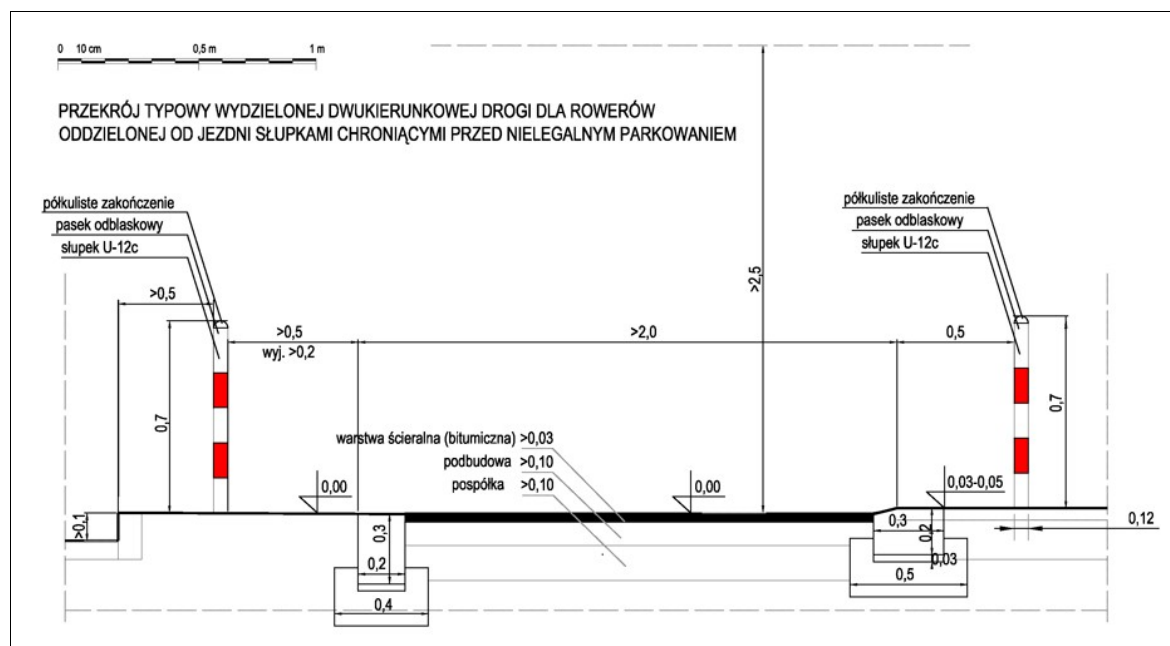 0 10 cm 0,5 m 1 m
PRZEKRÓJ TYPOWY WYDZIELONEJ DWUKIERUNKOWEJ DROGI DLA ROWERÓW
ODDZIELONEJ OD JEZDNI SŁUPKAMI CHRONIĄCYMI PRZED NIELEGALNYM PARKOWANIEM
półkuliste zakończenie
pasek odblaskowy
słupek U-12c
półkuliste zakończenie
pasek odblaskowy
słupek U-12c
>2,5
>0,5
>0,5
wyj. >0,2
>2,0
0,5
0,7
0,7
warstwa ścieralna (bitumiczna) >0,03
podbudowa >0,10
pospółka >0,10
0,00
0,00
0,03-0,05
>0,1
0,3
0,2
0,4
0,3
0,2
0,03
0,5
0,12